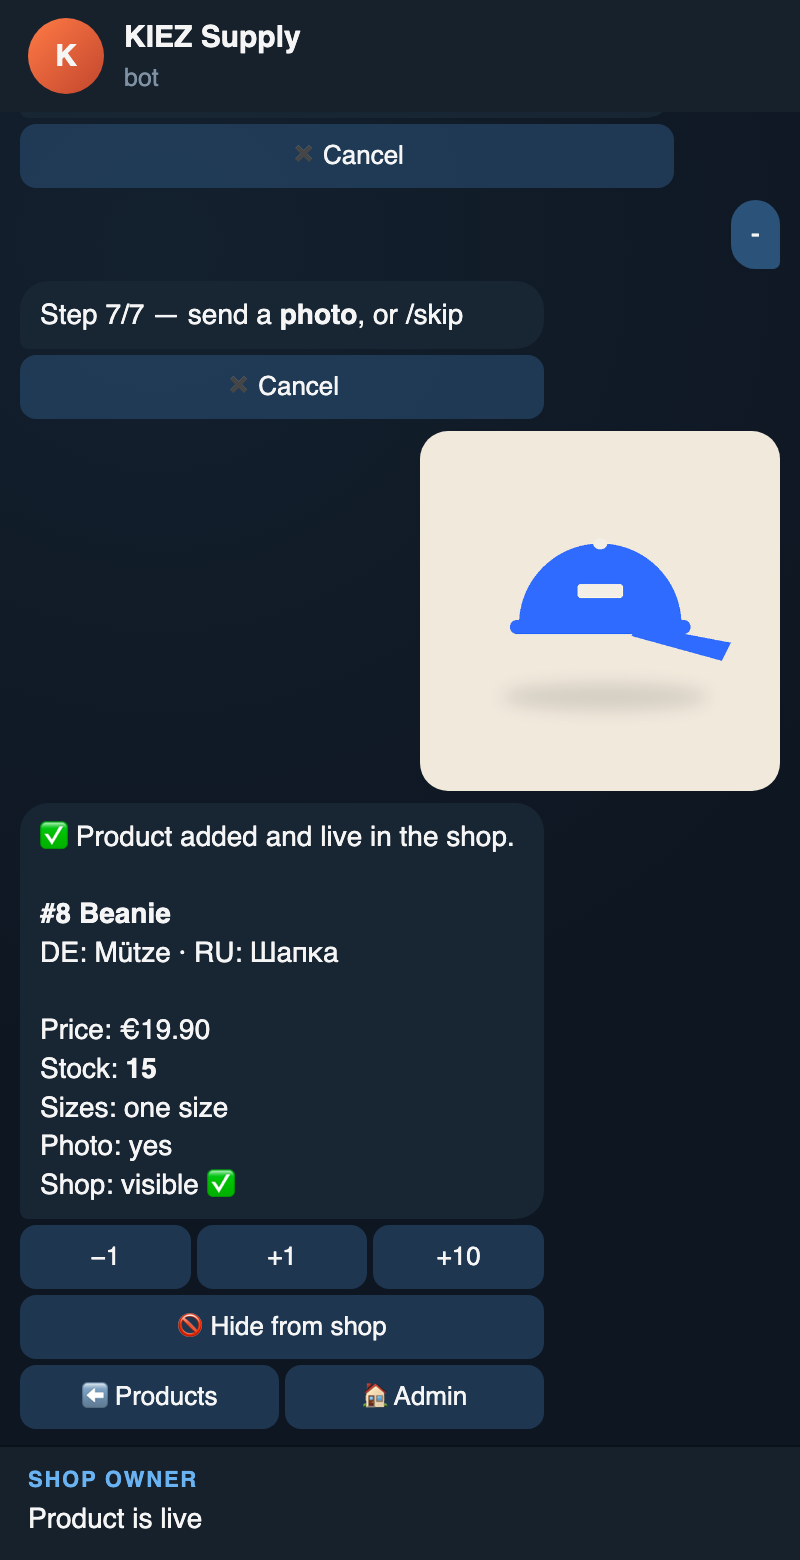 K
KIEZ Supply
bot
✖ Cancel
-
Step 7/7 — send a photo, or /skip
✖ Cancel
✅ Product added and live in the shop.
#8 Beanie
DE: Mütze · RU: Шапка
Price: €19.90
Stock: 15
Sizes: one size
Photo: yes
Shop: visible ✅
−1
+1
+10
🚫 Hide from shop
⬅️ Products
🏠 Admin
SHOP OWNER
Product is live